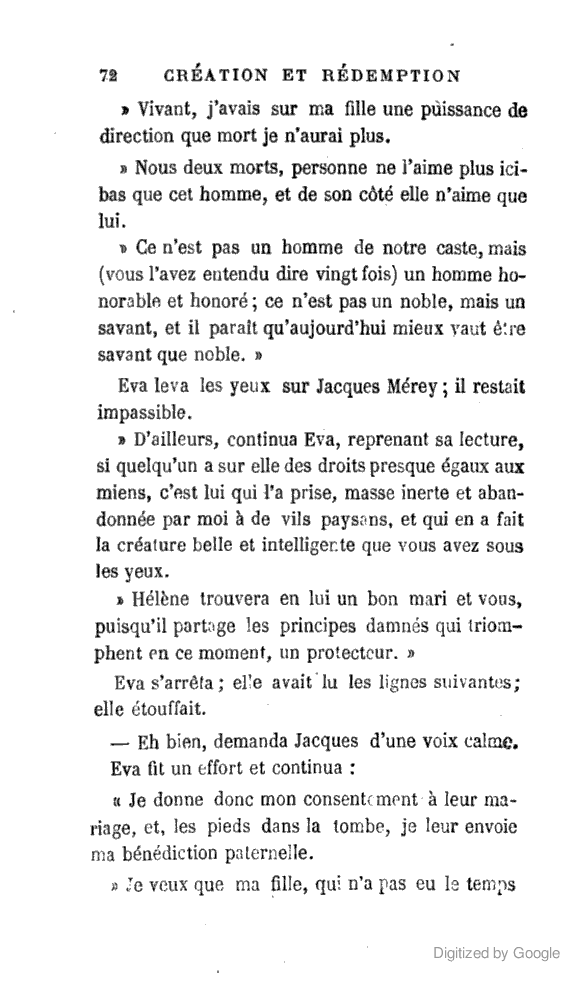 72 CRÉATION ET RÉDEMPTION
» Vivant, j'avais sur ma fille une puissance de
direction que mort je n'aurai plus.
» Nous deux morts, personne ne l'aime plus ici-
bas que cet homme, et de son côté elle n'aime que
lui.
» Ce n'est pas un homme de notre caste, mais
(vous l'avez entendu dire vingt fois) un homme ho-
norable et honoré ; ce n'est pas un noble, mais un
savant, et il paraît qu'aujourd'hui mieux vaut être
savant que noble. »
Eva leva les yeux sur Jacques Mérey ; il restait
impassible.
» D'ailleurs, continua Eva, reprenant sa lecture,
si quelqu'un a sur elle des droits presque égaux aux
miens, c'est lui qui l'a prise, masse inerte et aban-
donnée par moi à de vils paysans, et qui en a fait
la créature belle et intelligente que vous avez sous
les yeux.
» Hélène trouvera en lui un bon mari et vous,
puisqu'il partage les principes damnés qui triom-
phent en ce moment, un protecteur. »
Eva s'arrêta ; elle avait lu les lignes suivantes ;
elle étouffait.
— Eh bien, demanda Jacques d'une voix calme.
Eva fit un effort et continua :
« Je donne donc mon consentement à leur ma-
riage, et, les pieds dans la tombe, je leur envoie
ma bénédiction paternelle.
» Je veux que ma fille, qui n'a pas eu le temps
Digitized by Google